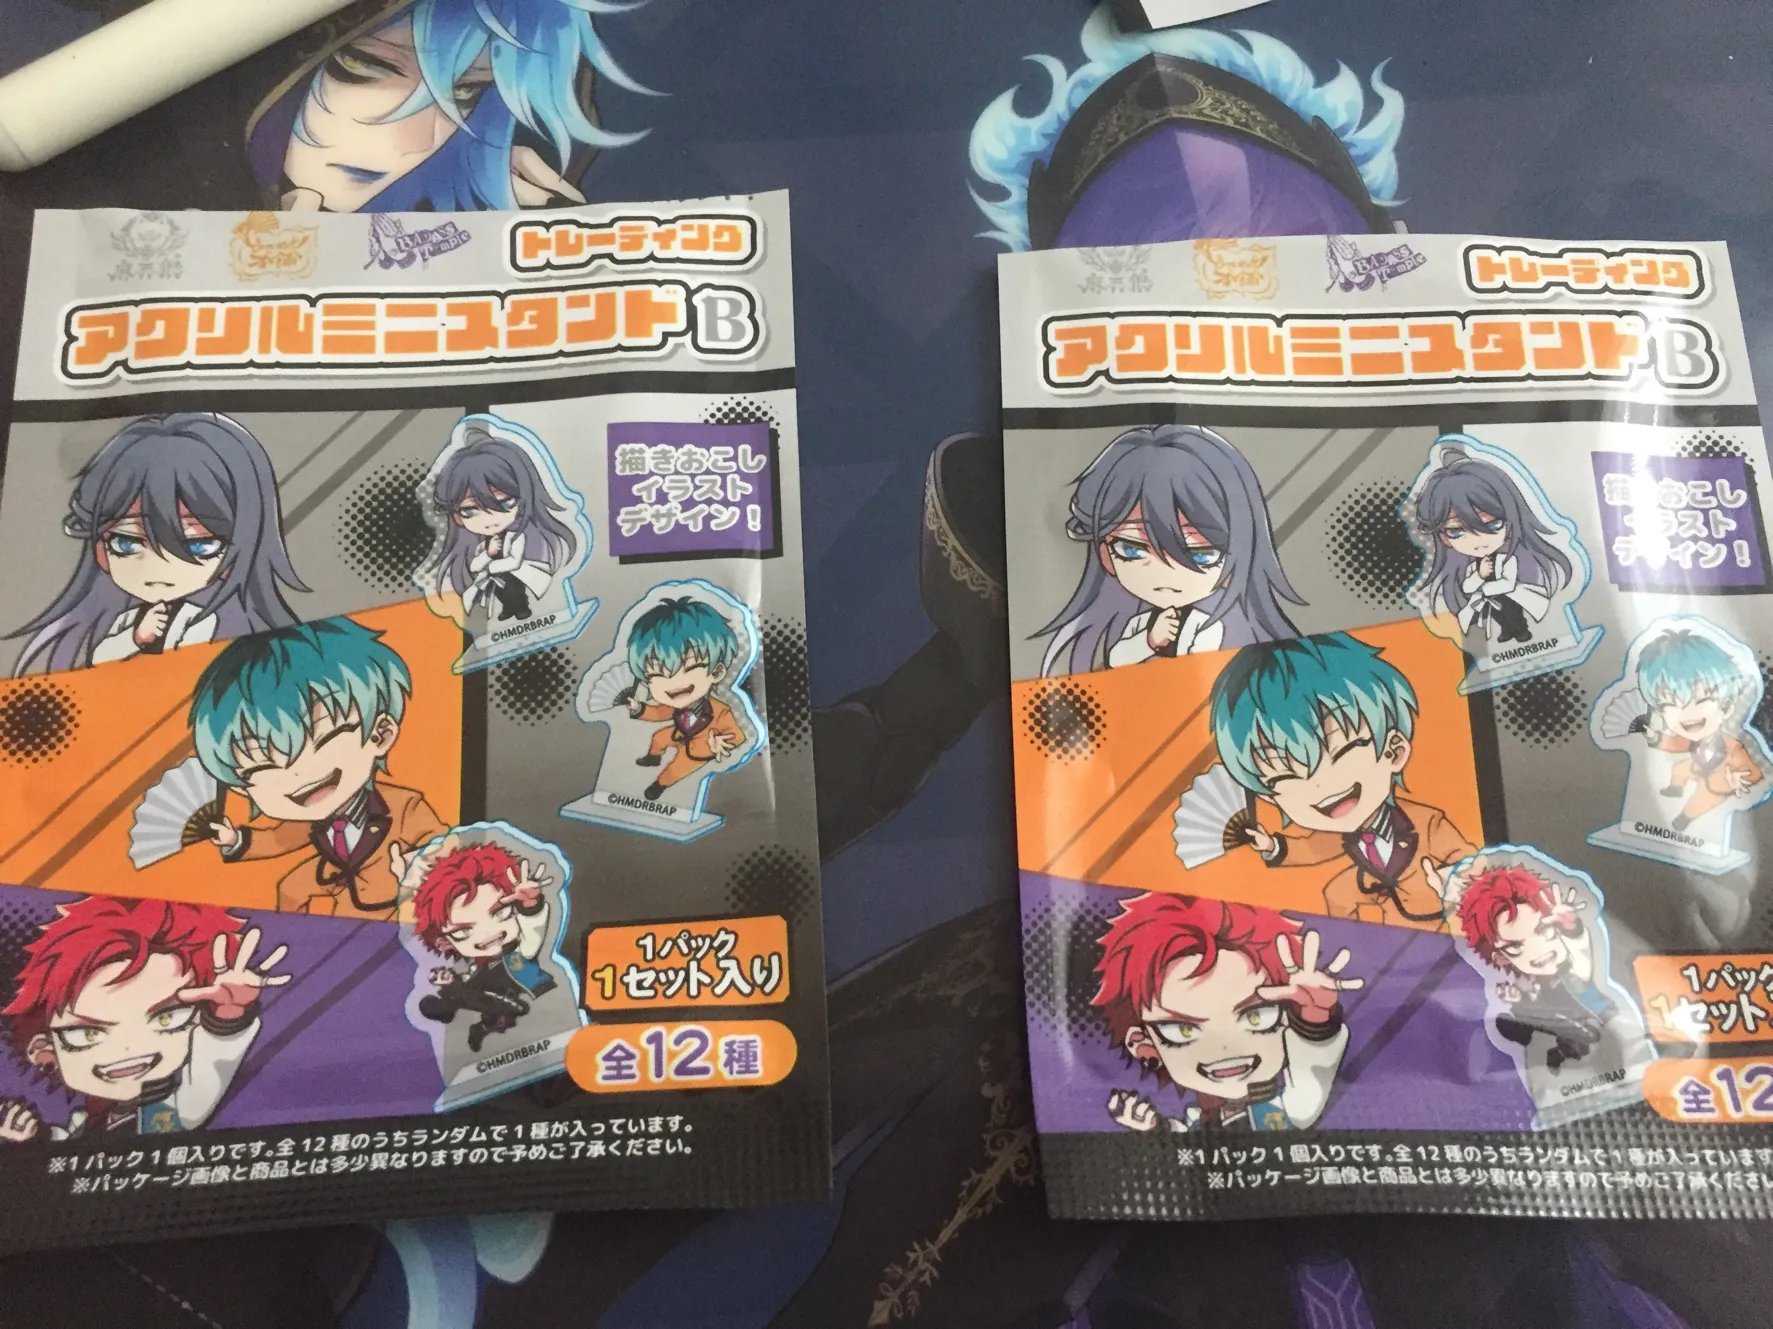 麻天狼
BADASS Temple
トレーディング
アクリルミニスタンド B
描きおこし
イラスト
デザイン！
©HMDRBRAP
©HMDRBRAP
©HMDRBRAP
1パック
1セット入り
全12種
※1パック1個入りです。全12種のうちランダムで1種が入っています。
※パッケージ画像と商品とは多少異なりますので予めご了承ください。
麻天狼
BADASS Temple
トレーディング
アクリルミニスタンド B
描きおこし
イラスト
デザイン！
©HMDRBRAP
©HMDRBRAP
©HMDRBRAP
1パック
1セット
全12
※1パック1個入りです。全12種のうちランダムで1種が入っています
※パッケージ画像と商品とは多少異なりますので予めご了承くださ